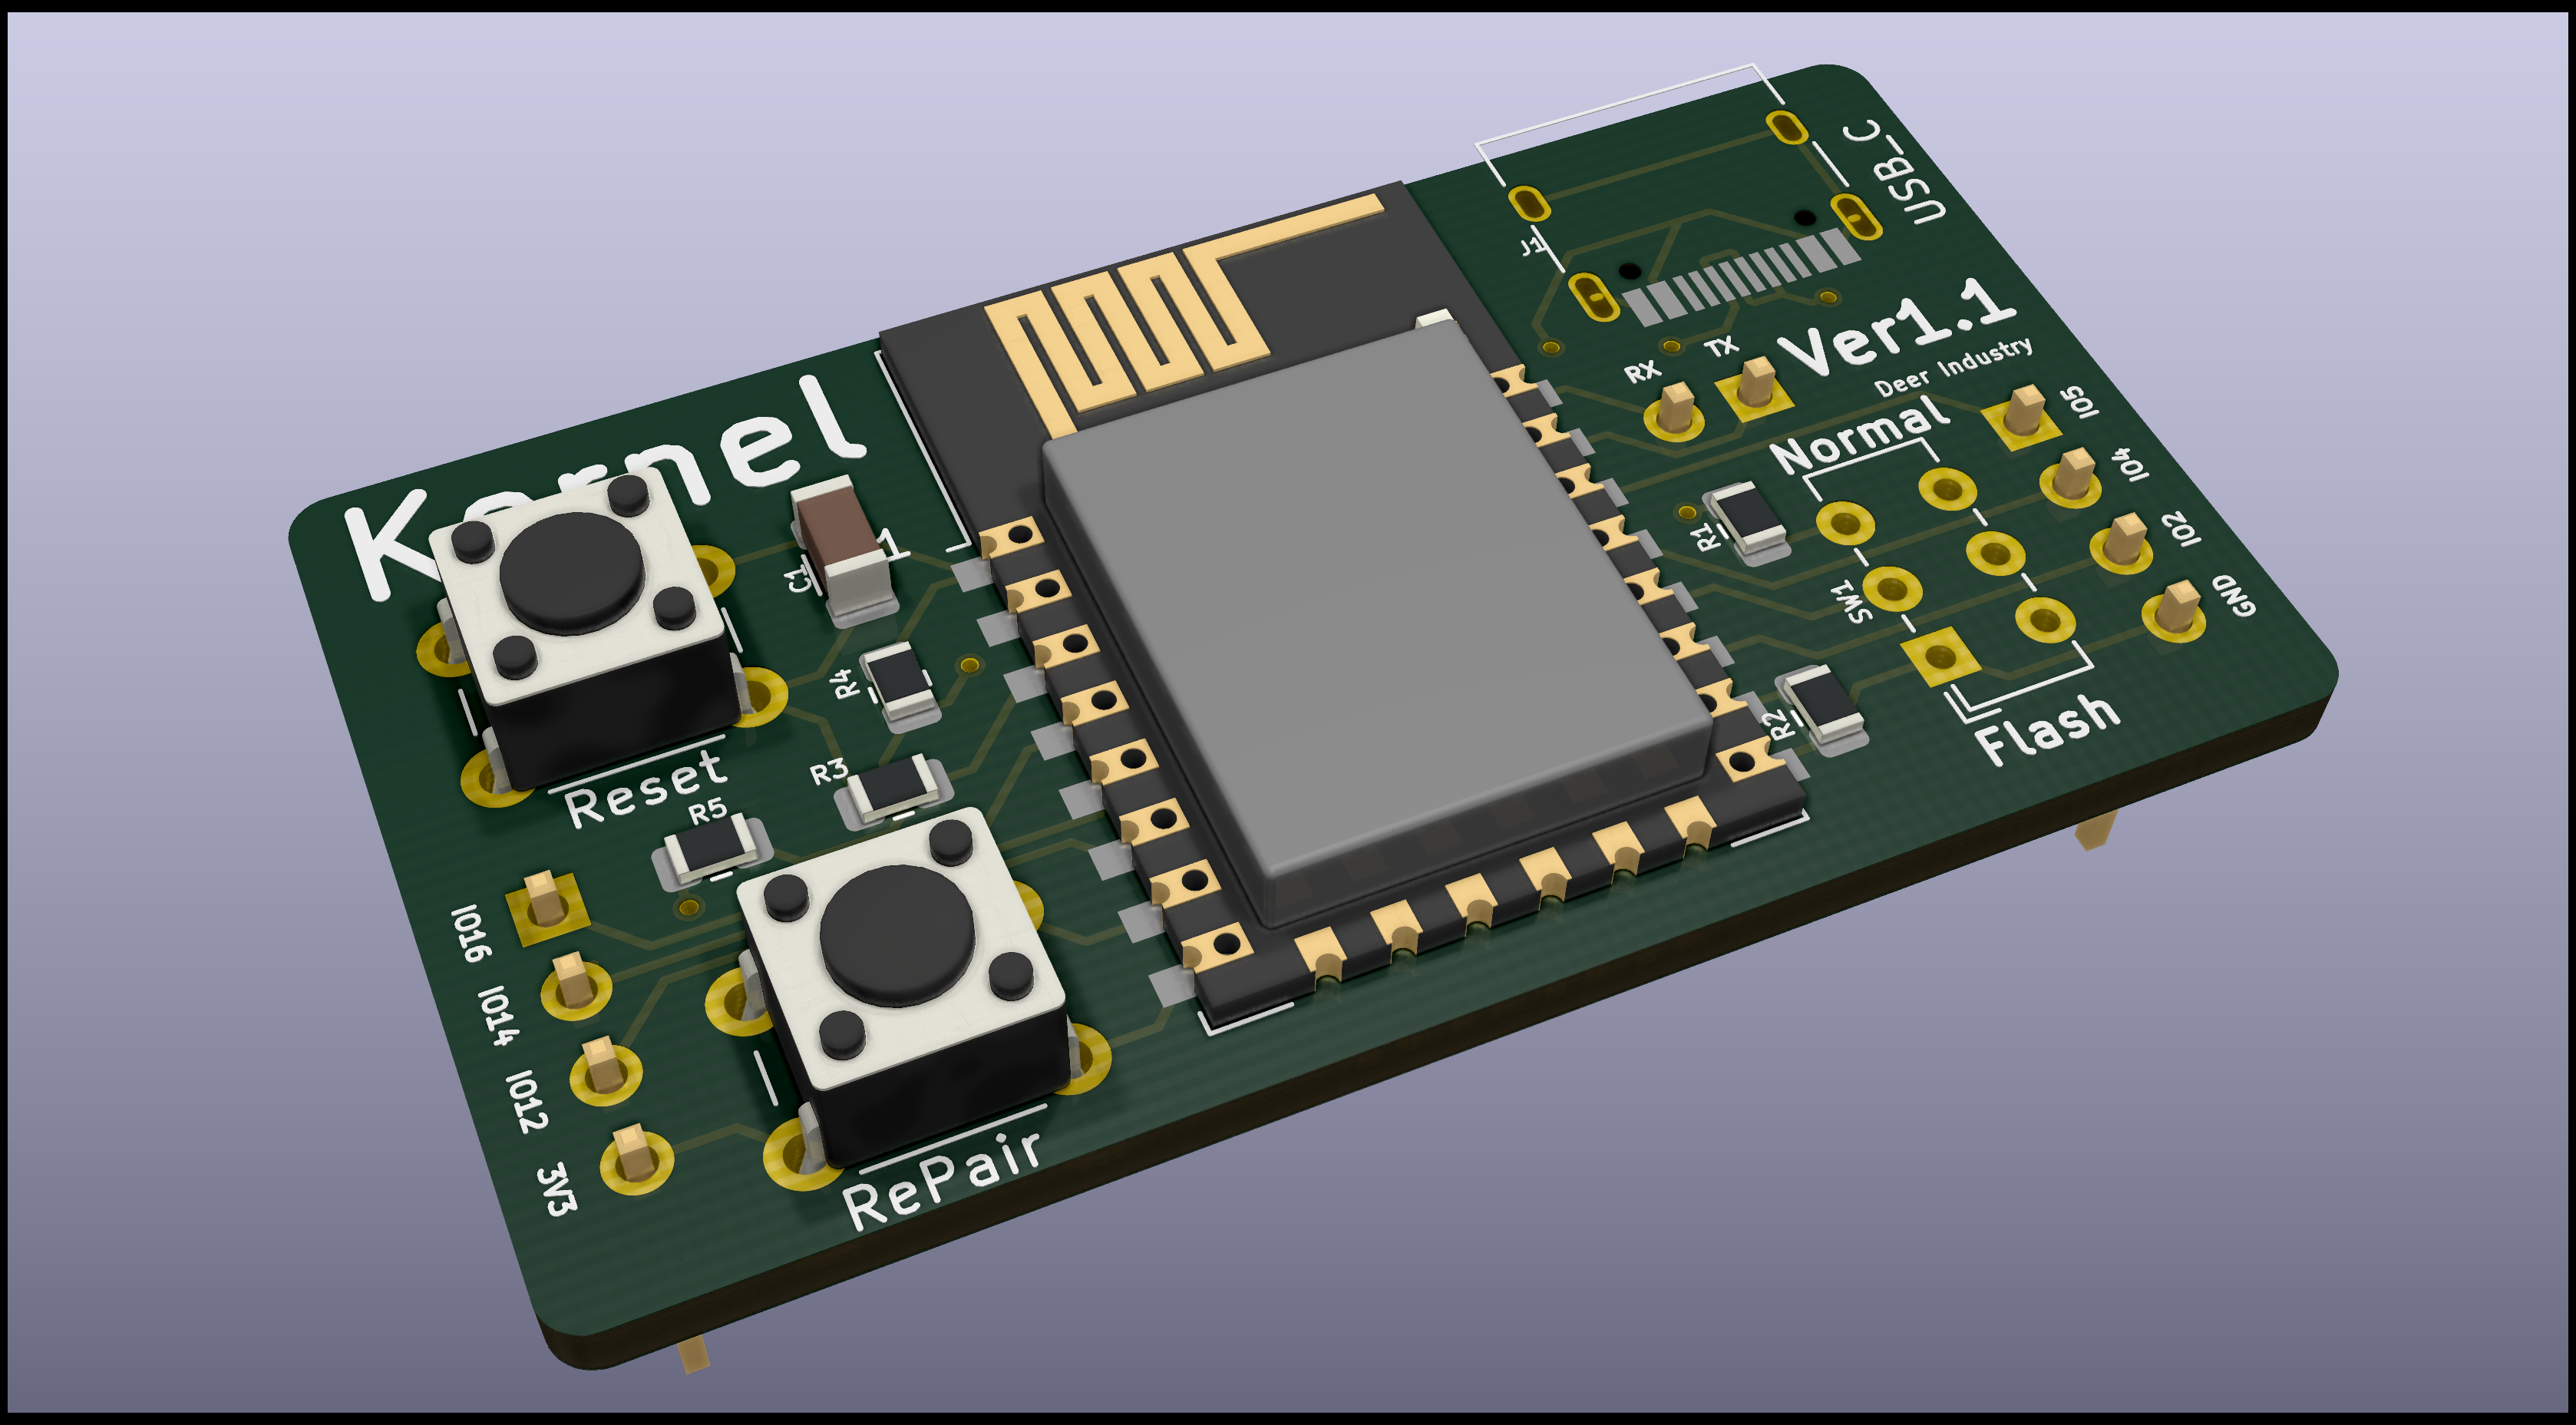 Kernel
USB_C
J1
Ver1.1
Deer Industry
RX
TX
IO5
IO4
IO2
GND
Normal
R1
SW1
Flash
R2
C1
1
R4
Reset
R3
R5
IO16
IO14
IO12
3V3
RePair